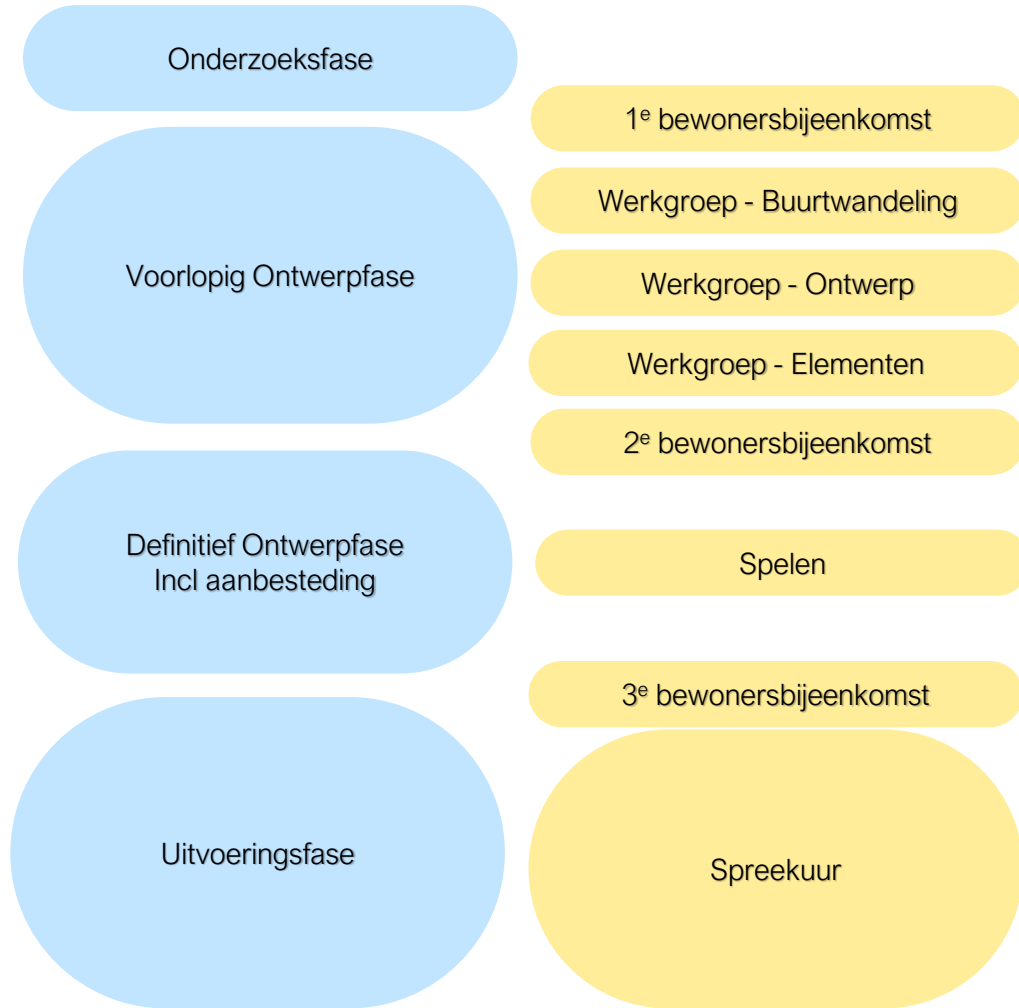 Onderzoeksfase
1e bewonersbijeenkomst
Werkgroep - Buurtwandeling
Voorlopig Ontwerpfase
Werkgroep - Ontwerp
Werkgroep - Elementen
2e bewonersbijeenkomst
Definitief Ontwerpfase
Incl aanbesteding
Spelen
3e bewonersbijeenkomst
Uitvoeringsfase
Spreekuur